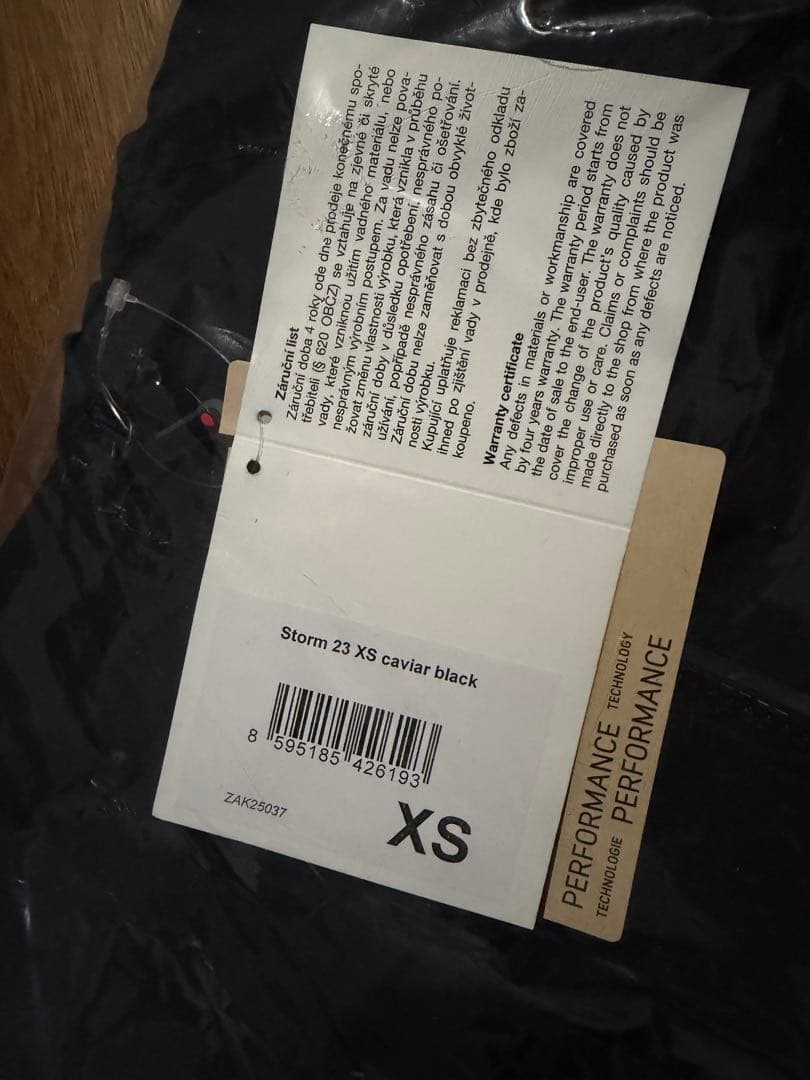 Záruční list
Záruční doba 4 roky ode dne prodeje konečnému spo-
třebiteli (§ 620 OBČZ) se vztahuje na zjevné či skryté
vady, které vzniknou užitím vadného materiálu, nebo
nesprávným výrobním postupem. Za vadu nelze pova-
žovat změnu vlastnosti výrobku, která vznikla v průběhu
záruční doby v důsledku opotřebení, nesprávného po-
užívání, popřípadě nesprávného zásahu či ošetřování.
Záruční dobu nelze zaměňovat s dobou obvyklé život-
nosti výrobku.
Kupující uplatňuje reklamaci bez zbytečného odkladu
ihned po zjištění vady v prodejně, kde bylo zboží za-
koupeno.
Warranty certificate
Any defects in materials or workmanship are covered
by four years warranty. The warranty period starts from
the date of sale to the end-user. The warranty does not
cover the change of the product's quality caused by
improper use or care. Claims or complaints should be
made directly to the shop from where the product was
purchased as soon as any defects are noticed.
Storm 23 XS caviar black
8 595185 426193
ZAK25037
XS
PERFORMANCE TECHNOLOGY
TECHNOLOGIE PERFORMANCE